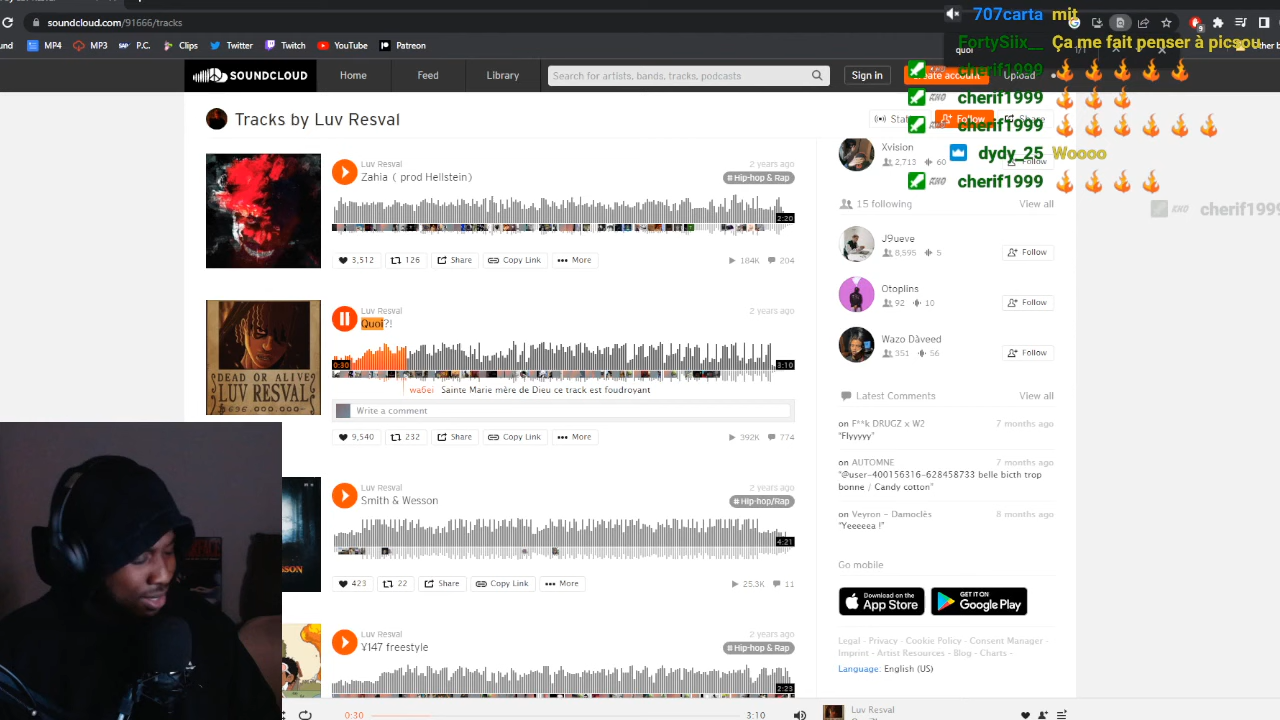 soundcloud.com/91666/tracks
und MP4 MP3 P.C. Clips Twitter Twitch YouTube Patreon
707carta mit
FortySiix__ Ça me fait penser à picsou
quoi
cherif1999
cherif1999
cherif1999
dydy_25 Woooo
cherif1999
cherif1999
SOUNDCLOUD Home Feed Library Search for artists, bands, tracks, podcasts Sign in Create account Upload
Tracks by Luv Resval
Follow
Luv Resval 2 years ago
Zahia ( prod Hellstein) # Hip-hop & Rap
2:20
3,512 126 Share Copy Link More 184K 204
Luv Resval 2 years ago
Quoi?!
0:30 3:10
wa6ei Sainte Marie mère de Dieu ce track est foudroyant
Write a comment
9,540 232 Share Copy Link More 392K 774
DEAD OR ALIVE
LUV RESVAL
Luv Resval 2 years ago
Smith & Wesson # Hip-hop/Rap
4:21
423 22 Share Copy Link More 25.3K 11
SON
Luv Resval 2 years ago
Y147 freestyle # Hip-hop & Rap
2:23
Xvision
2,713 60 Follow
15 following View all
J9ueve
8,595 5 Follow
Otoplins
92 10 Follow
Wazo Dàveed
351 56 Follow
Latest Comments View all
on F**k DRUGZ x W2 7 months ago
"Flyyyyy"
on AUTOMNE 7 months ago
"@user-400156316-628458733 belle bicth trop
bonne / Candy cotton"
on Veyron - Damoclès 8 months ago
"Yeeeeea !"
Go mobile
Download on the App Store GET IT ON Google Play
Legal - Privacy - Cookie Policy - Consent Manager -
Imprint - Artist Resources - Blog - Charts -
Language: English (US)
0:30 3:10 Luv Resval